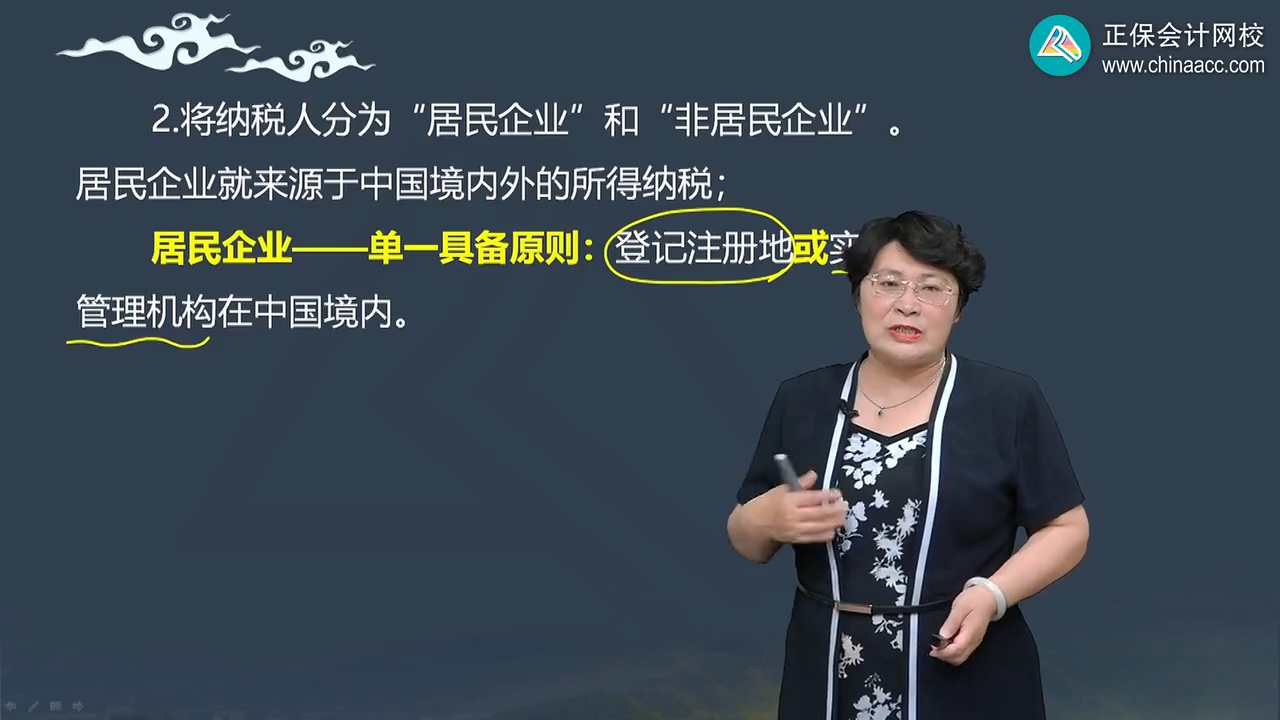 正保会计网校
www.chinaacc.com
2.将纳税人分为“居民企业”和“非居民企业”。
居民企业就来源于中国境内外的所得纳税；
居民企业——单一具备原则：登记注册地或实
管理机构在中国境内。